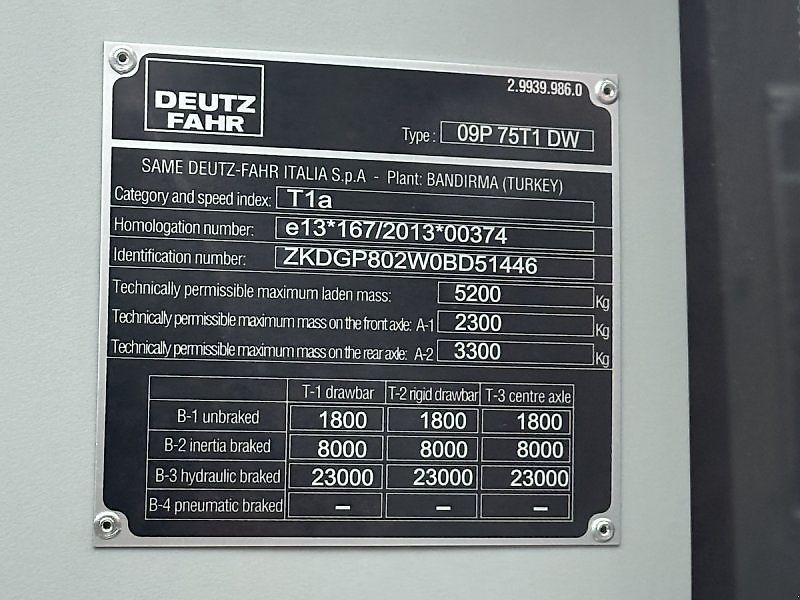 DEUTZ
FAHR
2.9939.986.0
Type: 09P 75T1 DW
SAME DEUTZ-FAHR ITALIA S.p.A - Plant: BANDIRMA (TURKEY)
Category and speed index: T1a
Homologation number: e13*167/2013*00374
Identification number: ZKDGP802W0BD51446
Technically permissible maximum laden mass: 5200 Kg
Technically permissible maximum mass on the front axle: A-1 2300 Kg
Technically permissible maximum mass on the rear axle: A-2 3300 Kg
T-1 drawbar T-2 rigid drawbar T-3 centre axle
B-1 unbraked 1800 1800 1800
B-2 inertia braked 8000 8000 8000
B-3 hydraulic braked 23000 23000 23000
B-4 pneumatic braked – – –